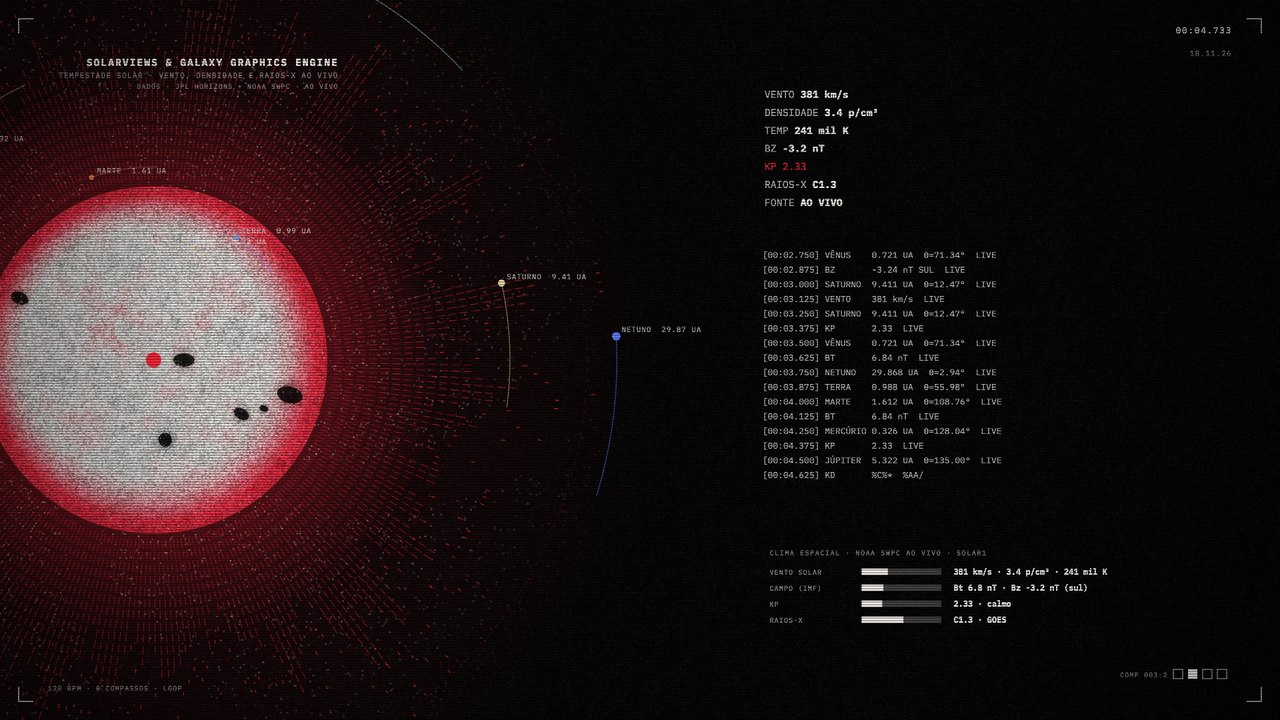 SOLARVIEWS & GALAXY GRAPHICS ENGINE
TEMPESTADE SOLAR · VENTO, DENSIDADE E RAIOS-X AO VIVO
DADOS · JPL HORIZONS + NOAA SWPC · AO VIVO
32 UA
MARTE 1.61 UA
TERRA 0.99 UA
SATURNO 9.41 UA
NETUNO 29.87 UA
120 BPM · 8 COMPASSOS · LOOP
00:04.733
18.11.26
VENTO 381 km/s
DENSIDADE 3.4 p/cm³
TEMP 241 mil K
BZ -3.2 nT
KP 2.33
RAIOS-X C1.3
FONTE AO VIVO
[00:02.750] VÊNUS 0.721 UA θ=71.34° LIVE
[00:02.875] BZ -3.24 nT SUL LIVE
[00:03.000] SATURNO 9.411 UA θ=12.47° LIVE
[00:03.125] VENTO 381 km/s LIVE
[00:03.250] SATURNO 9.411 UA θ=12.47° LIVE
[00:03.375] KP 2.33 LIVE
[00:03.500] VÊNUS 0.721 UA θ=71.34° LIVE
[00:03.625] BT 6.84 nT LIVE
[00:03.750] NETUNO 29.868 UA θ=2.94° LIVE
[00:03.875] TERRA 0.988 UA θ=55.98° LIVE
[00:04.000] MARTE 1.612 UA θ=108.76° LIVE
[00:04.125] BT 6.84 nT LIVE
[00:04.250] MERCÚRIO 0.326 UA θ=128.04° LIVE
[00:04.375] KP 2.33 LIVE
[00:04.500] JÚPITER 5.322 UA θ=135.00° LIVE
[00:04.625] KD %C%* %AA/
CLIMA ESPACIAL · NOAA SWPC AO VIVO · SOLAR1
VENTO SOLAR 381 km/s · 3.4 p/cm³ · 241 mil K
CAMPO (IMF) Bt 6.8 nT · Bz -3.2 nT (sul)
KP 2.33 · calmo
RAIOS-X C1.3 · GOES
COMP 003:2